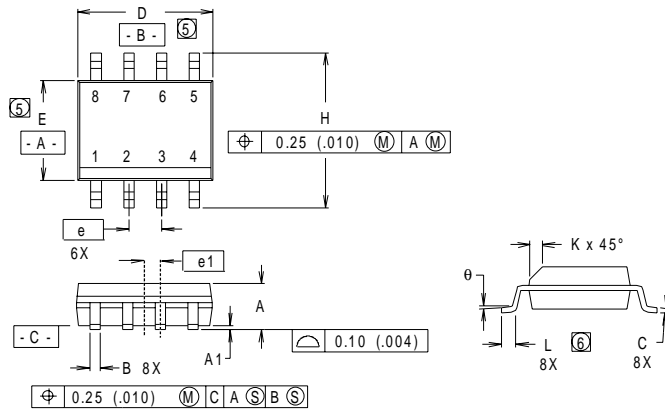 D
- B - 5
8 7 6 5
5
E
- A -
H
⌖ 0.25 (.010) Ⓜ A Ⓜ
1 2 3 4
e
6X
e1
K x 45°
θ
A
- C -
A1
⌓ 0.10 (.004)
B 8X
L 6
8X
C
8X
⌖ 0.25 (.010) Ⓜ C A Ⓢ B Ⓢ